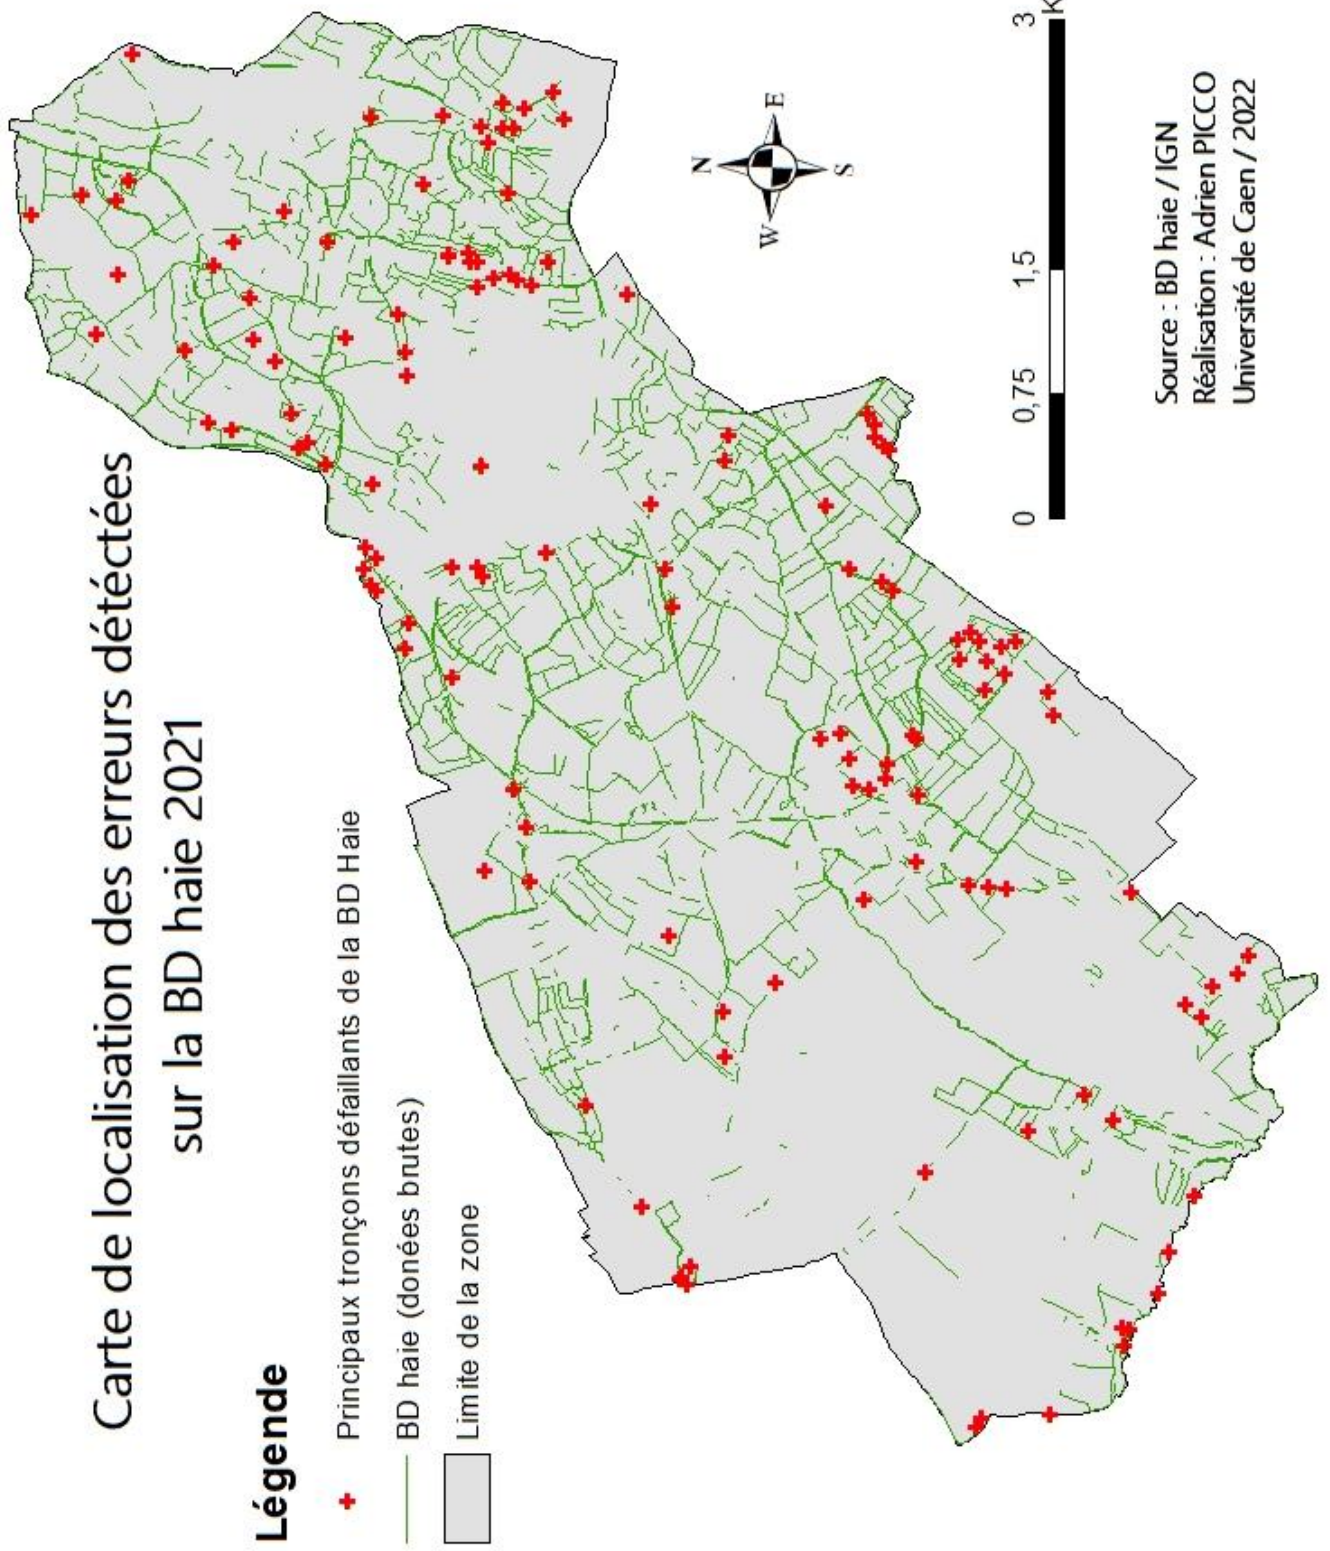 Carte de localisation des erreurs détéctées
sur la BD haie 2021
Légende
Principaux tronçons défaillants de la BD Haie
BD haie (donées brutes)
Limite de la zone
N
W
E
S
0 0,75 1,5 3
K
Source : BD haie / IGN
Réalisation : Adrien PICCO
Université de Caen / 2022